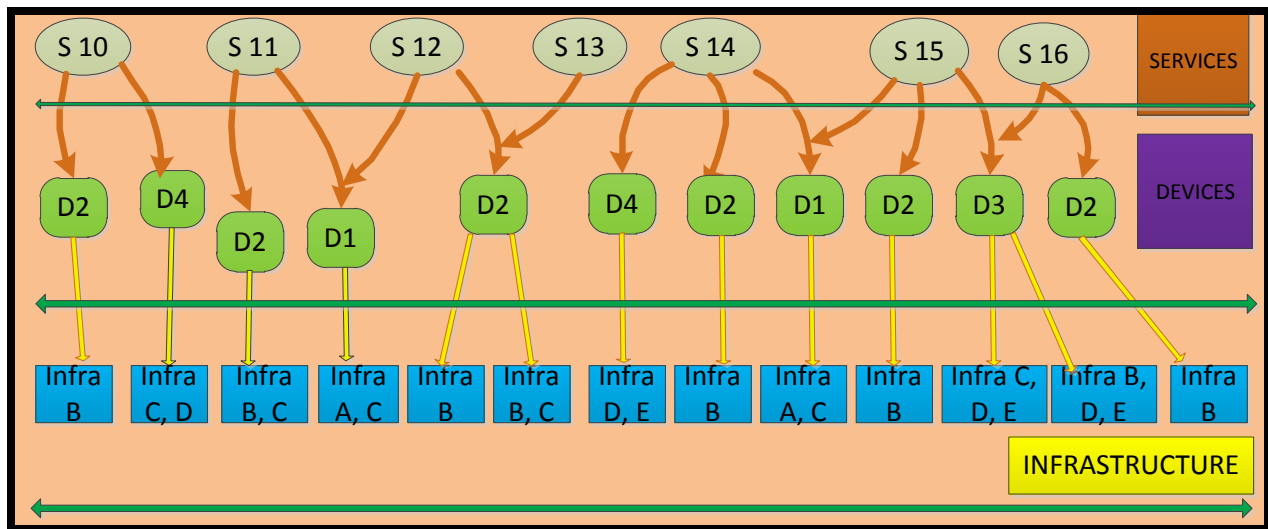 S 10
S 11
S 12
S 13
S 14
S 15
S 16
SERVICES
D2
D4
D2
D1
D2
D4
D2
D1
D2
D3
D2
DEVICES
Infra
B
Infra
C, D
Infra
B, C
Infra
A, C
Infra
B
Infra
B, C
Infra
D, E
Infra
B
Infra
A, C
Infra
B
Infra C,
D, E
Infra B,
D, E
Infra
B
INFRASTRUCTURE